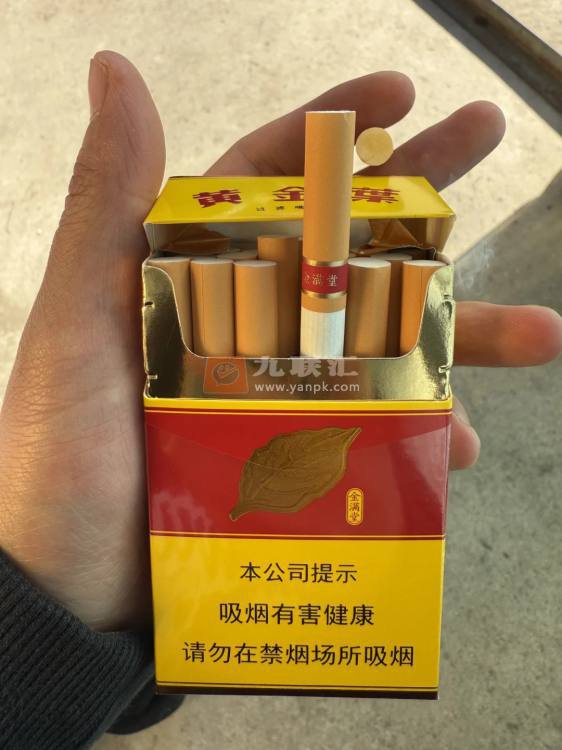 黄金葉
金满堂
九联汇
www.yanpk.com
金满堂
本公司提示
吸烟有害健康
请勿在禁烟场所吸烟